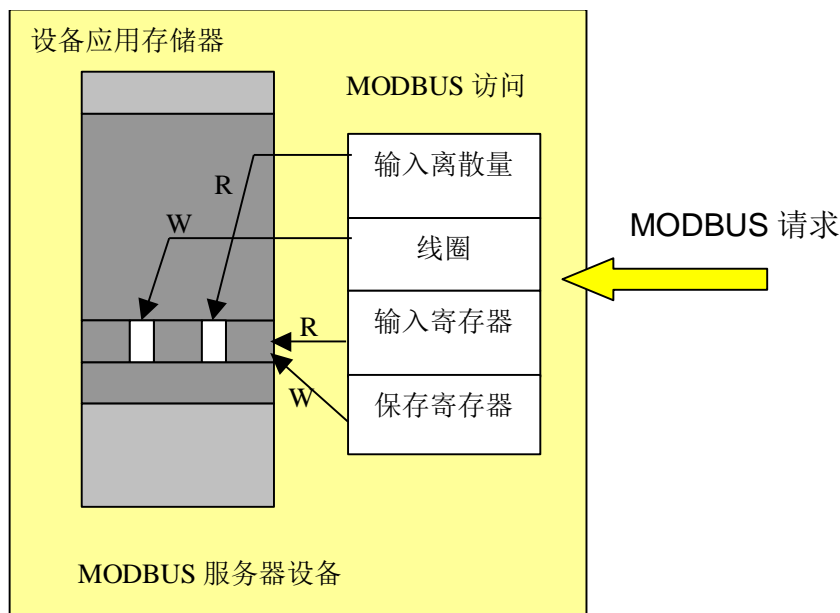 设备应用存储器
MODBUS 访问
输入离散量
R
W
线圈
MODBUS 请求
输入寄存器
R
保存寄存器
W
MODBUS 服务器设备